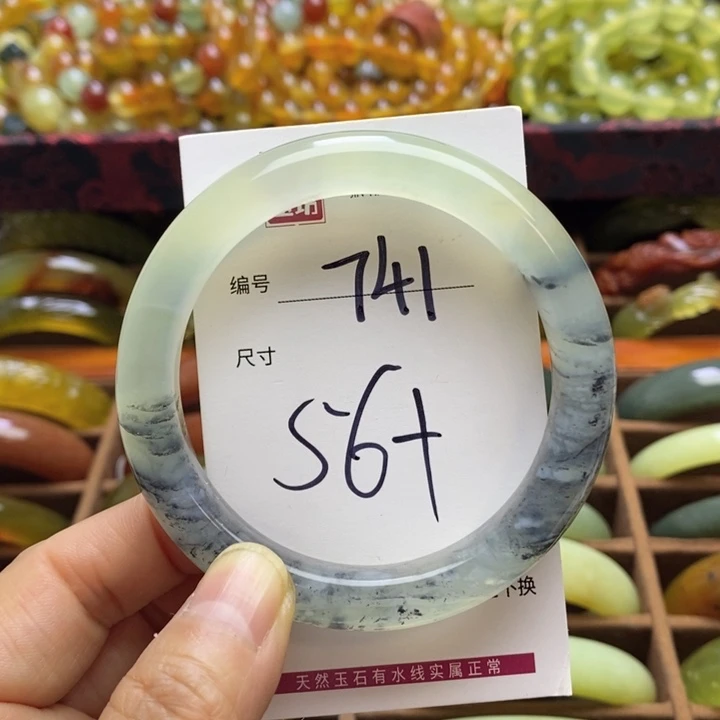 编号 741
尺寸
56+
不换
天然玉石有水线实属正常